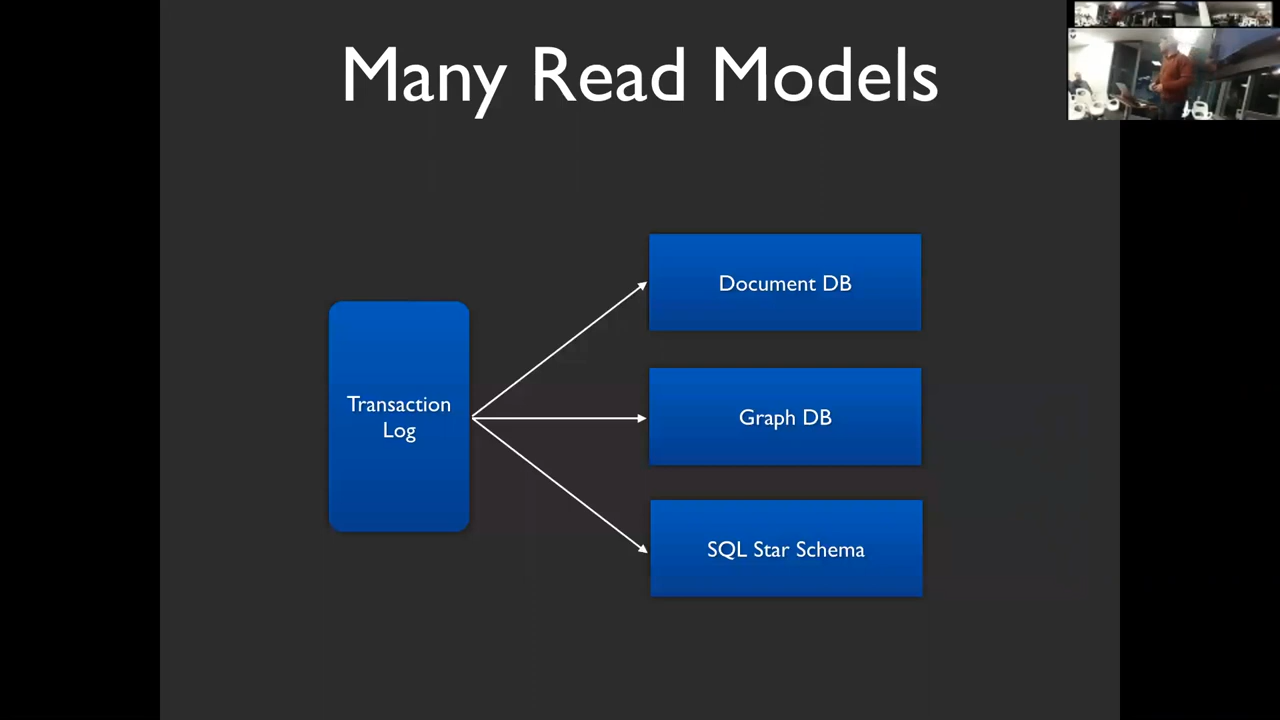 Many Read Models
Document DB
Transaction
Log
Graph DB
SQL Star Schema